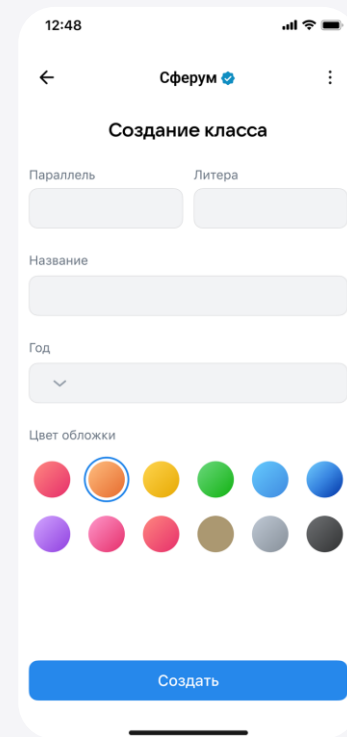 12:48
Сферум
Создание класса
Параллель Литера
Название
Год
Цвет обложки
Создать